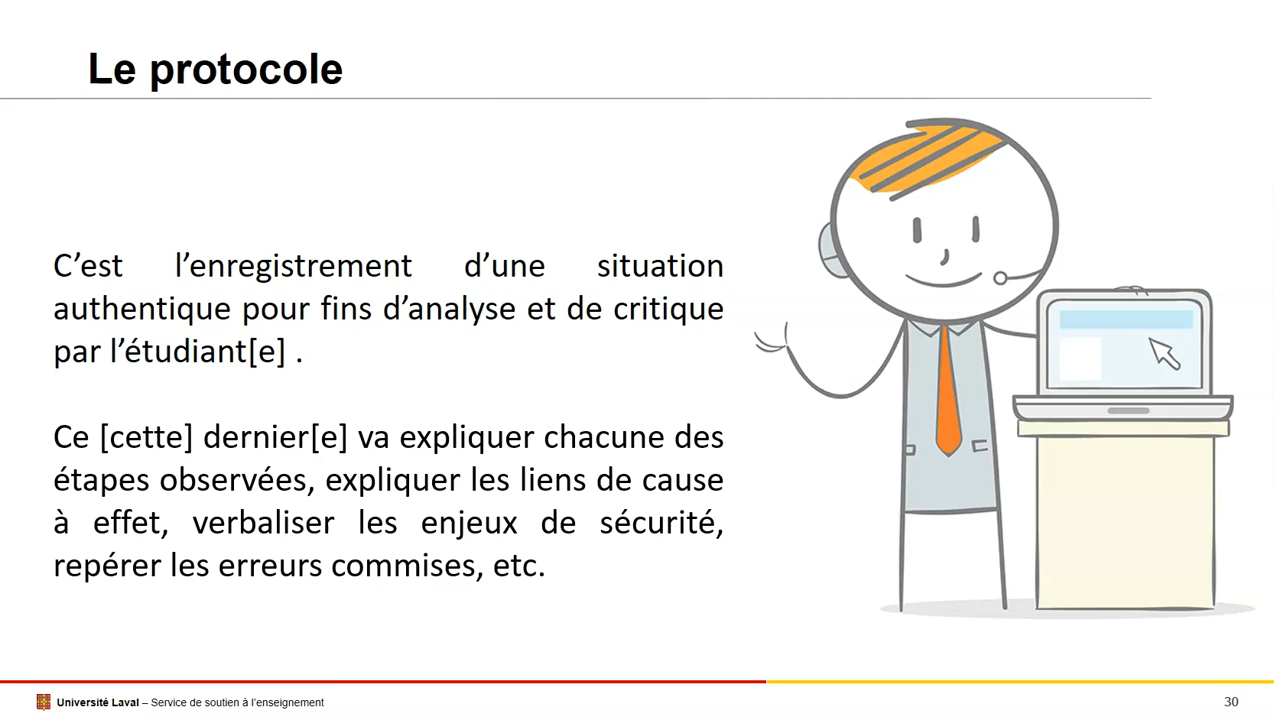 Le protocole
C’est l’enregistrement d’une situation
authentique pour fins d’analyse et de critique
par l’étudiant[e] .
Ce [cette] dernier[e] va expliquer chacune des
étapes observées, expliquer les liens de cause
à effet, verbaliser les enjeux de sécurité,
repérer les erreurs commises, etc.
Université Laval – Service de soutien à l’enseignement
30